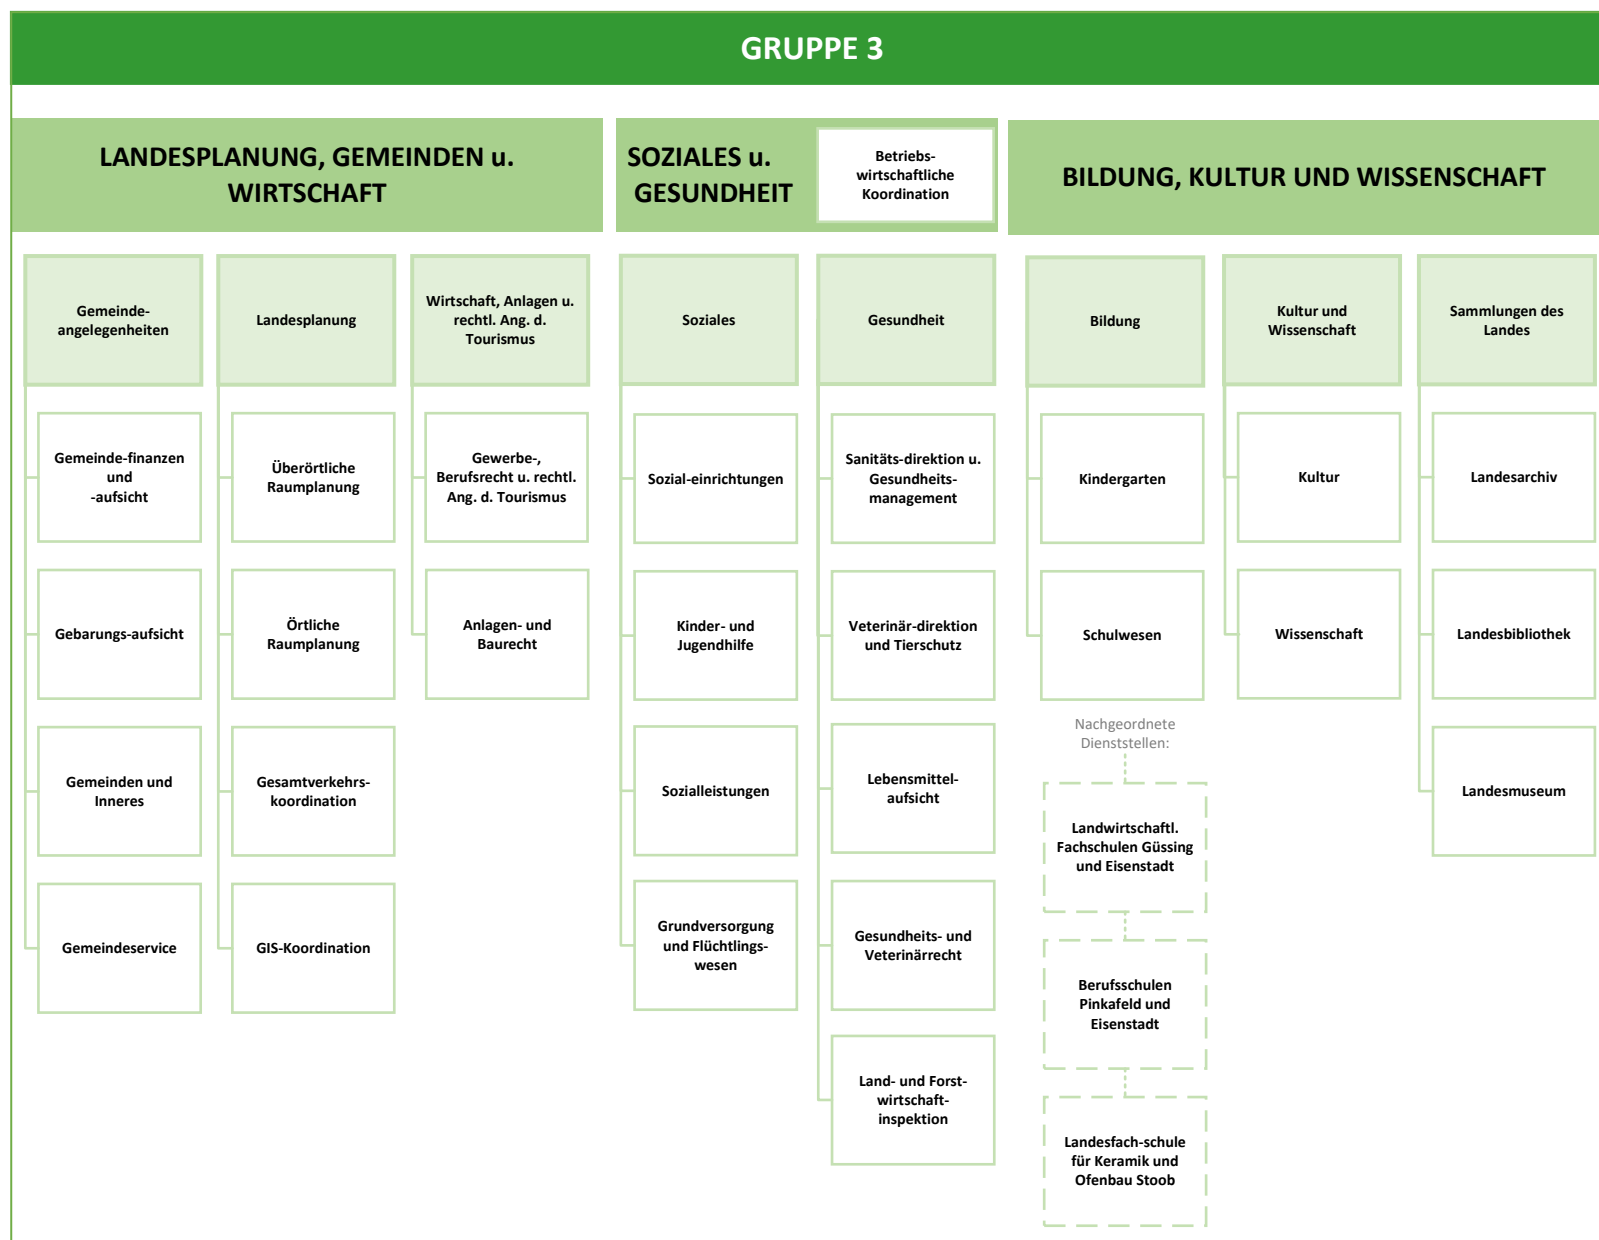 GRUPPE 3
LANDESPLANUNG, GEMEINDEN u.
WIRTSCHAFT
SOZIALES u.
GESUNDHEIT
Betriebs-
wirtschaftliche
Koordination
BILDUNG, KULTUR UND WISSENSCHAFT
Gemeinde-
angelegenheiten
Gemeinde-finanzen
und
-aufsicht
Gebarungs-aufsicht
Gemeinden und
Inneres
Gemeindeservice
Landesplanung
Überörtliche
Raumplanung
Örtliche
Raumplanung
Gesamtverkehrs-
koordination
GIS-Koordination
Wirtschaft, Anlagen u.
rechtl. Ang. d.
Tourismus
Gewerbe-,
Berufsrecht u. rechtl.
Ang. d. Tourismus
Anlagen- und
Baurecht
Soziales
Sozial-einrichtungen
Kinder- und
Jugendhilfe
Sozialleistungen
Grundversorgung
und Flüchtlings-
wesen
Gesundheit
Sanitäts-direktion u.
Gesundheits-
management
Veterinär-direktion
und Tierschutz
Lebensmittel-
aufsicht
Gesundheits- und
Veterinärrecht
Land- und Forst-
wirtschaft-
inspektion
Bildung
Kindergarten
Schulwesen
Nachgeordnete
Dienststellen:
Landwirtschaftl.
Fachschulen Güssing
und Eisenstadt
Berufsschulen
Pinkafeld und
Eisenstadt
Landesfach-schule
für Keramik und
Ofenbau Stoob
Kultur und
Wissenschaft
Kultur
Wissenschaft
Sammlungen des
Landes
Landesarchiv
Landesbibliothek
Landesmuseum